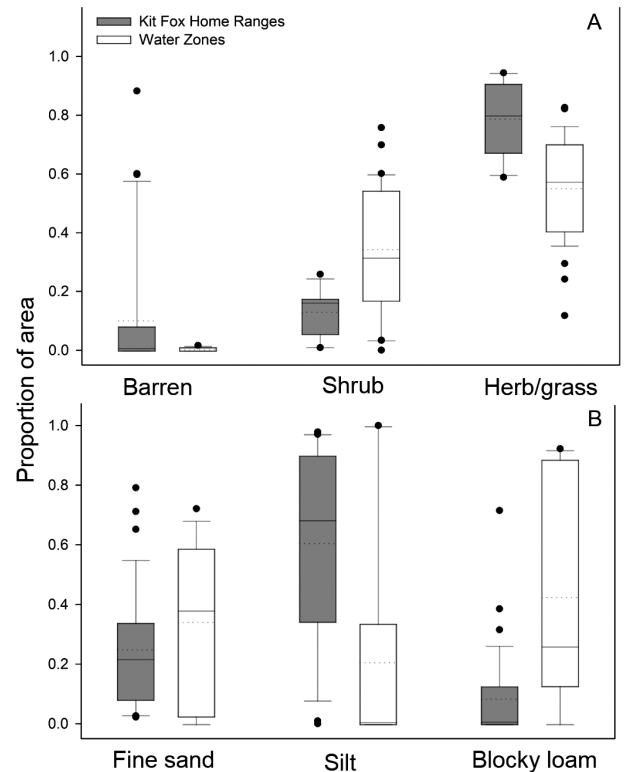 Kit Fox Home Ranges
Water Zones
A
1.0
0.8
0.6
0.4
0.2
0.0
Barren Shrub Herb/grass
Proportion of area
B
1.0
0.8
0.6
0.4
0.2
0.0
Fine sand Silt Blocky loam